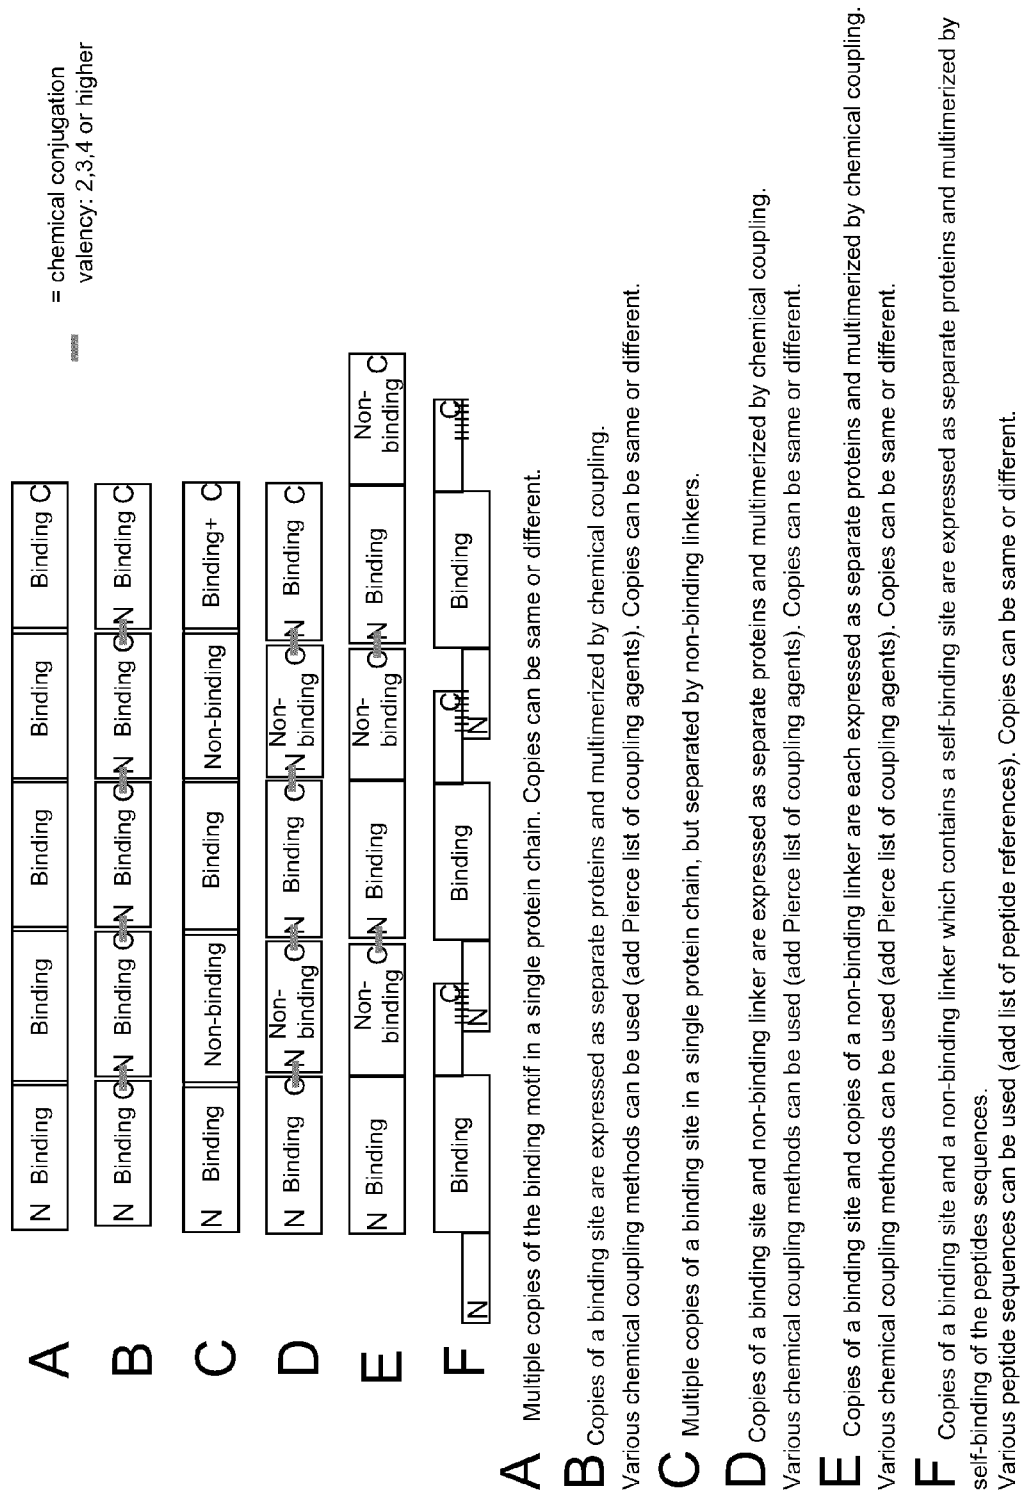 = chemical conjugation
valency: 2,3,4 or higher
A
N Binding
Binding
Binding
Binding
Binding C
B
N Binding C
N Binding C
N Binding C
N Binding C
N Binding C
C
N Binding
Non-binding
Binding
Non-binding
Binding+ C
D
N Binding C
Non-
N binding C
N Binding C
Non-
N binding C
N Binding C
E
N Binding
Non-
binding C
N Binding
Non-
binding C
N Binding
Non-
binding C
F
N
Binding
C
N
Binding
C
N
Binding
C
A Multiple copies of the binding motif in a single protein chain. Copies can be same or different.
B Copies of a binding site are expressed as separate proteins and multimerized by chemical coupling.
Various chemical coupling methods can be used (add Pierce list of coupling agents). Copies can be same or different.
C Multiple copies of a binding site in a single protein chain, but separated by non-binding linkers.
D Copies of a binding site and non-binding linker are expressed as separate proteins and multimerized by chemical coupling.
Various chemical coupling methods can be used (add Pierce list of coupling agents). Copies can be same or different.
E Copies of a binding site and copies of a non-binding linker are each expressed as separate proteins and multimerized by chemical coupling.
Various chemical coupling methods can be used (add Pierce list of coupling agents). Copies can be same or different.
F Copies of a binding site and a non-binding linker which contains a self-binding site are expressed as separate proteins and multimerized by
self-binding of the peptides sequences.
Various peptide sequences can be used (add list of peptide references). Copies can be same or different.